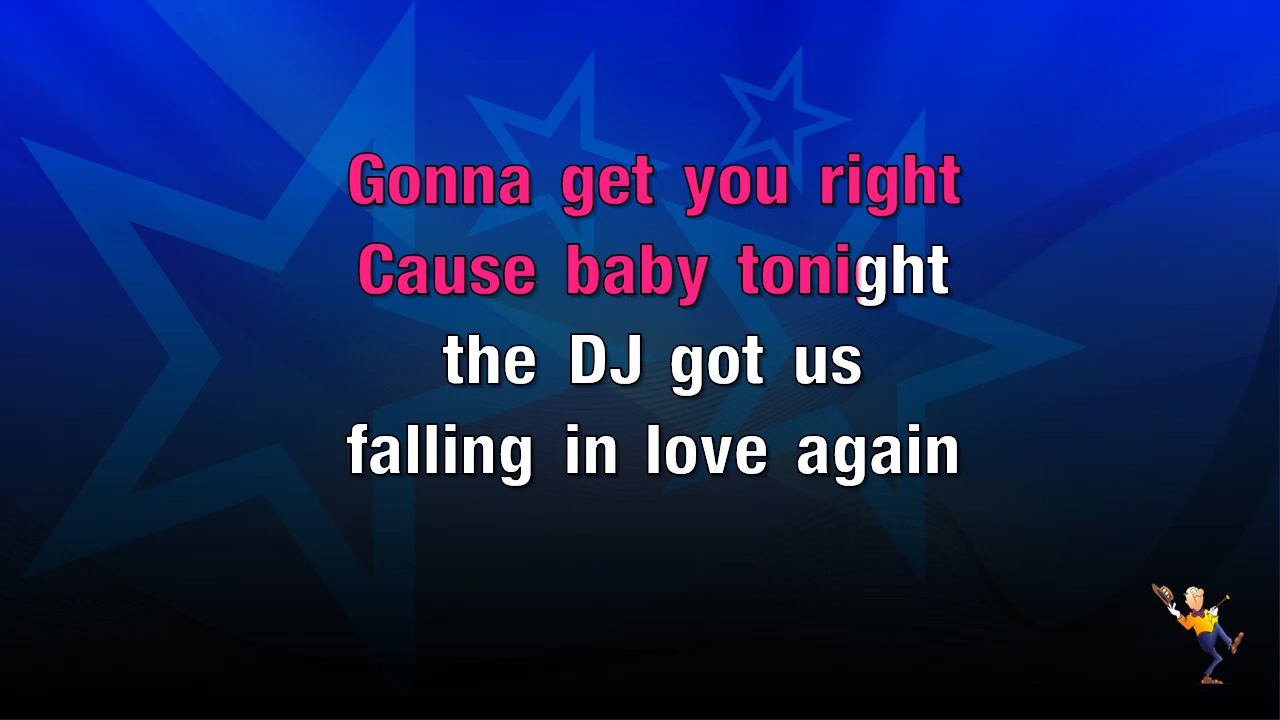 Gonna get you right
Cause baby tonight
the DJ got us
falling in love again